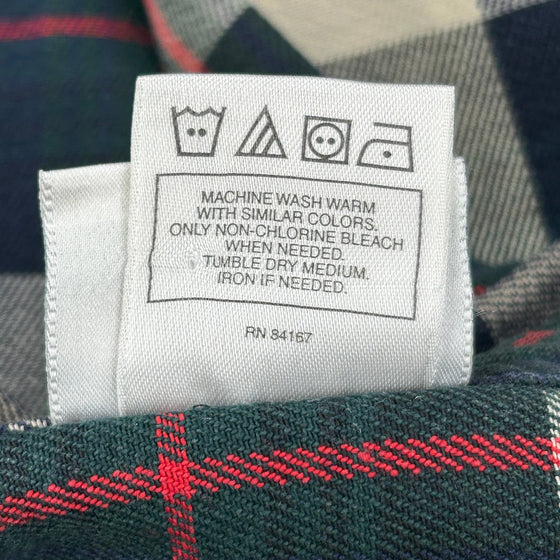 MACHINE WASH WARM
WITH SIMILAR COLORS.
ONLY NON-CHLORINE BLEACH
WHEN NEEDED.
TUMBLE DRY MEDIUM.
IRON IF NEEDED.
RN 84167